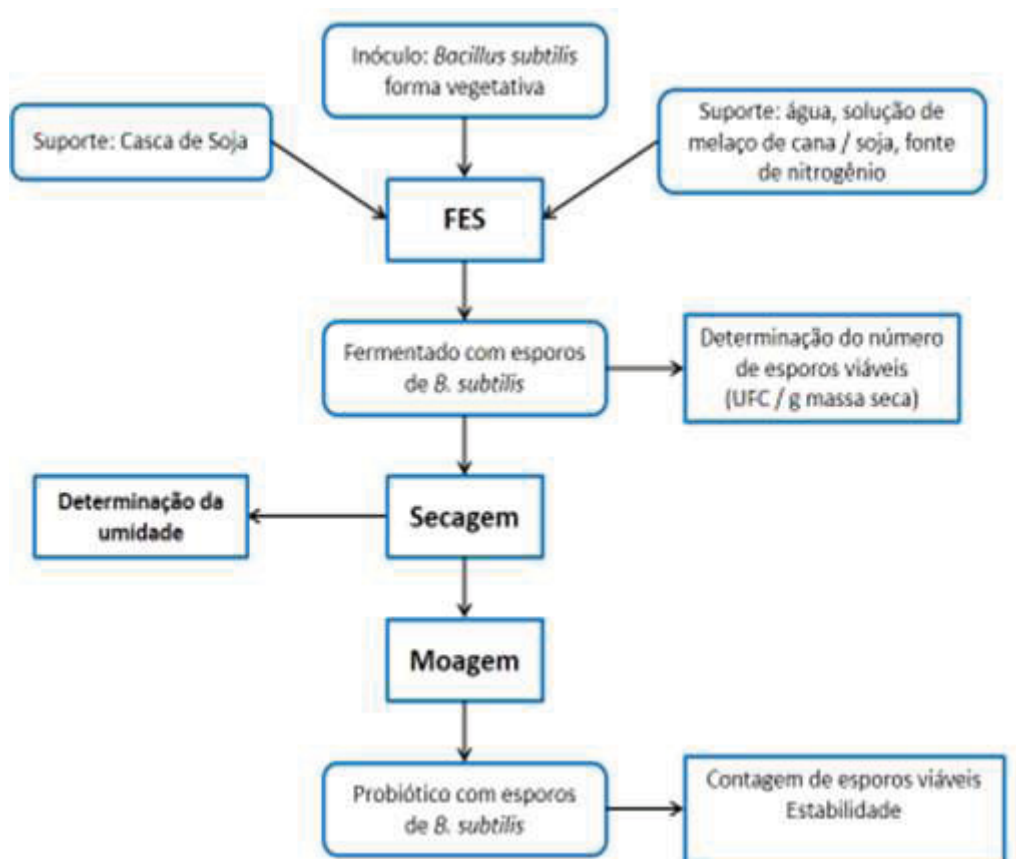 Inóculo: Bacillus subtilis
forma vegetativa
Suporte: Casca de Soja
Suporte: água, solução de
melaço de cana / soja, fonte
de nitrogênio
FES
Fermentado com esporos
de B. subtilis
Determinação do número
de esporos viáveis
(UFC / g massa seca)
Determinação da
umidade
Secagem
Moagem
Probiótico com esporos
de B. subtilis
Contagem de esporos viáveis
Estabilidade